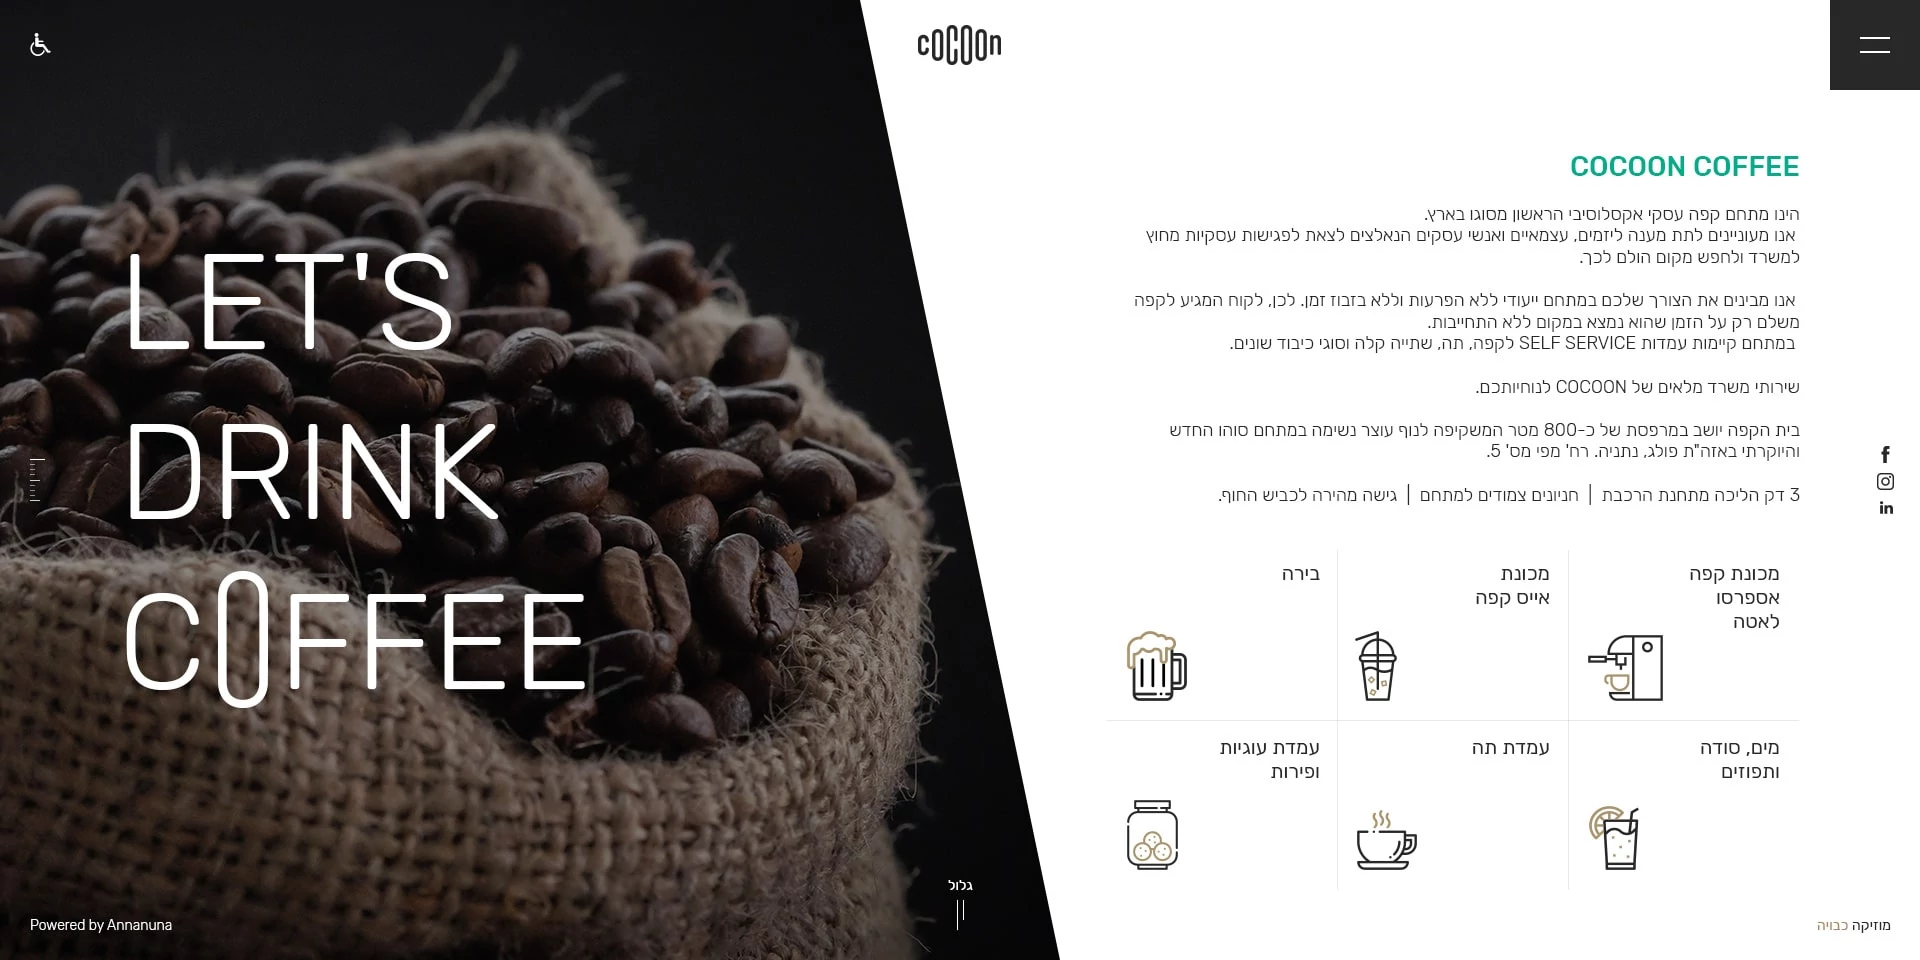 cocoon
LET'S
DRINK
COFFEE
COCOON COFFEE
הינו מתחם קפה עסקי אקסלוסיבי הראשון מסוגו בארץ.
אנו מעוניינים לתת מענה ליזמים, עצמאיים ואנשי עסקים הנאלצים לצאת לפגישות עסקיות מחוץ
למשרד ולחפש מקום הולם לכך.
אנו מבינים את הצורך שלכם במתחם ייעודי ללא הפרעות וללא בזבוז זמן. לכן, לקוח המגיע לקפה
משלם רק על הזמן שהוא נמצא במקום ללא התחייבות.
במתחם קיימות עמדות SELF SERVICE לקפה, תה, שתייה קלה וסוגי כיבוד שונים.
שירותי משרד מלאים של COCOON לנוחיותכם.
בית הקפה יושב במרפסת של כ-800 מטר המשקיפה לנוף עוצר נשימה במתחם סוהו החדש
והיוקרתי באזה"ת פולג, נתניה. רח' מפי מס' 5.
3 דק הליכה מתחנת הרכבת | חניונים צמודים למתחם | גישה מהירה לכביש החוף.
מכונת קפה
אספרסו
לאטה
מכונת
אייס קפה
בירה
מים, סודה
ותפוזים
עמדת תה
עמדת עוגיות
ופירות
גלול
Powered by Annanuna
מוזיקה כבויה